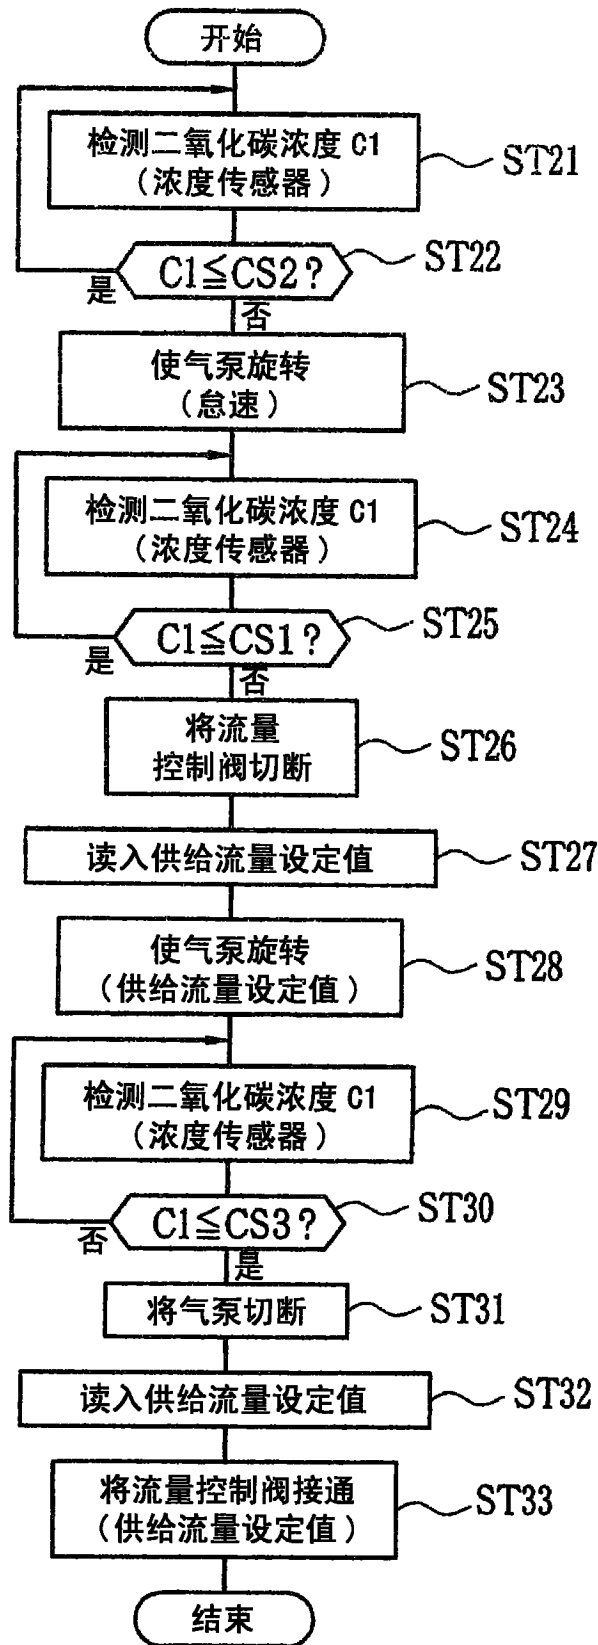 开始
检测二氧化碳浓度 C1
(浓度传感器)
ST21
C1≦CS2?
ST22
是
否
使气泵旋转
(怠速)
ST23
检测二氧化碳浓度 C1
(浓度传感器)
ST24
C1≦CS1?
ST25
是
否
将流量
控制阀切断
ST26
读入供给流量设定值
ST27
使气泵旋转
(供给流量设定值)
ST28
检测二氧化碳浓度 C1
(浓度传感器)
ST29
C1≦CS3?
ST30
否
是
将气泵切断
ST31
读入供给流量设定值
ST32
将流量控制阀接通
(供给流量设定值)
ST33
结束